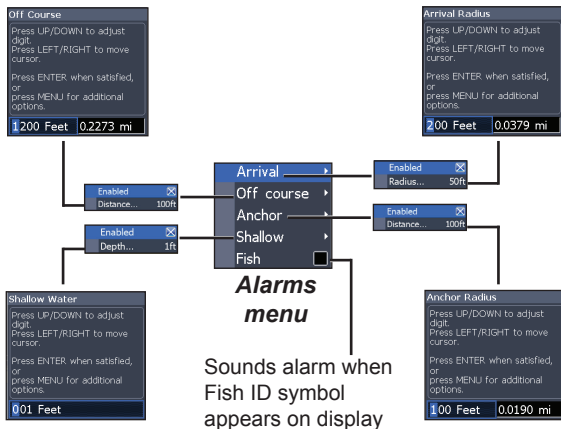 Off Course
Press UP/DOWN to adjust
digit.
Press LEFT/RIGHT to move
cursor.
Press ENTER when satisfied,
or
press MENU for additional
options.
1200 Feet 0.2273 mi
Arrival Radius
Press UP/DOWN to adjust
digit.
Press LEFT/RIGHT to move
cursor.
Press ENTER when satisfied,
or
press MENU for additional
options.
200 Feet 0.0379 mi
Enabled
Distance... 100ft
Enabled
Depth... 1ft
Arrival
Off course
Anchor
Shallow
Fish
Enabled
Radius... 50ft
Enabled
Distance... 100ft
Alarms
menu
Shallow Water
Press UP/DOWN to adjust
digit.
Press LEFT/RIGHT to move
cursor.
Press ENTER when satisfied,
or
press MENU for additional
options.
001 Feet
Sounds alarm when
Fish ID symbol
appears on display
Anchor Radius
Press UP/DOWN to adjust
digit.
Press LEFT/RIGHT to move
cursor.
Press ENTER when satisfied,
or
press MENU for additional
options.
100 Feet 0.0190 mi